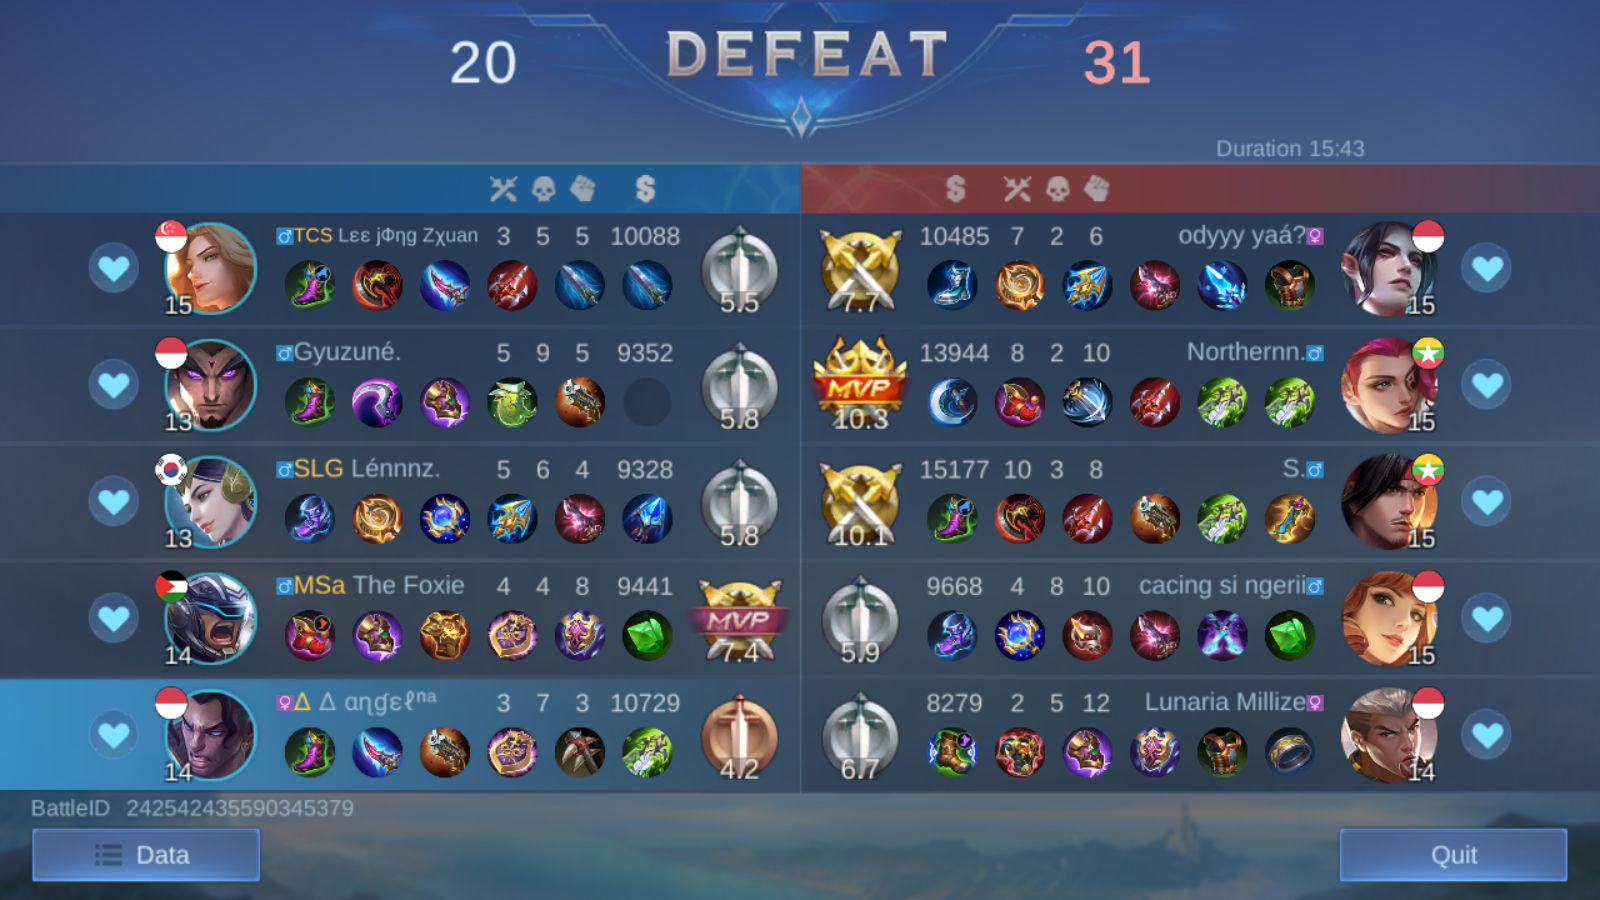 20 DEFEAT 31
Duration 15:43
TCS Lεε jΦηg Zχuan 3 5 5 10088 5.5 15
7.7 10485 7 2 6 odyyy yaá? 15
Gyuzuné. 5 9 5 9352 5.8 13
MVP 10.3 13944 8 2 10 Northernn. 15
SLG Lénnnz. 5 6 4 9328 5.8 13
10.1 15177 10 3 8 S. 15
MSa The Foxie 4 4 8 9441 MVP 7.4 14
5.9 9668 4 8 10 cacing si ngerii 15
Δ Δ αηɠεℓⁿᵃ 3 7 3 10729 4.2 14
6.7 8279 2 5 12 Lunaria Millize 14
BattleID 242542435590345379
Data
Quit